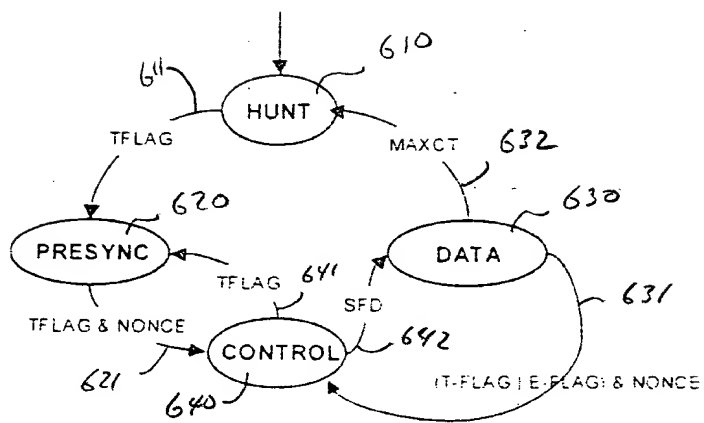 610
611
HUNT
TFLAG
MAXCT
632
620
630
PRESYNC
DATA
TFLAG
641
SFD
631
TFLAG & NONCE
CONTROL
642
621
640
(T-FLAG | E-FLAG) & NONCE